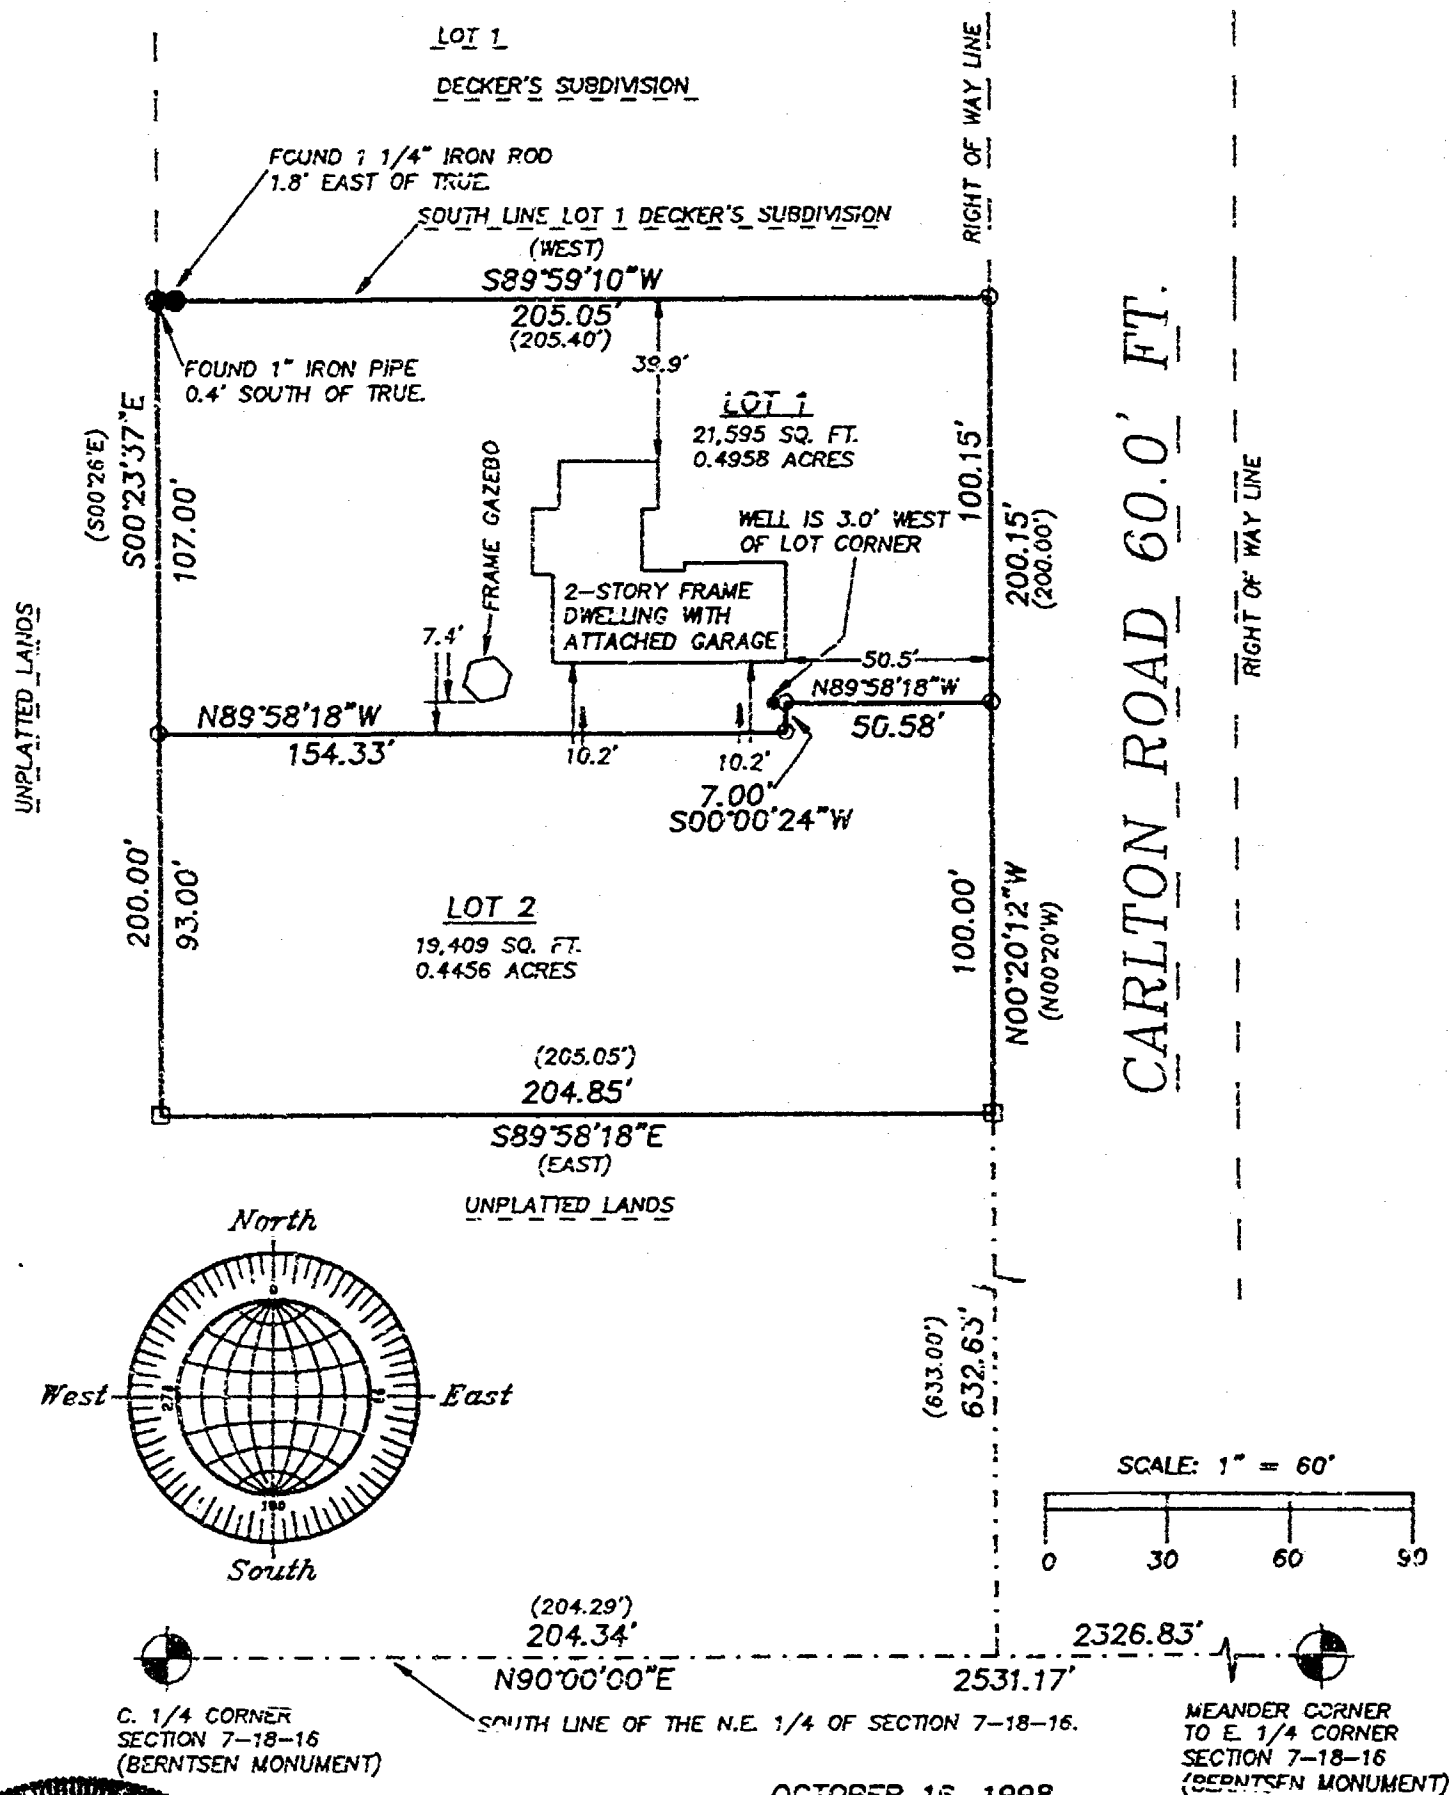 LOT 1
DECKER'S SUBDIVISION
RIGHT OF WAY LINE
FOUND 1 1/4" IRON ROD
1.8' EAST OF TRUE.
SOUTH LINE LOT 1 DECKER'S SUBDIVISION
(WEST)
S89°59'10"W
205.05'
(205.40')
FOUND 1" IRON PIPE
0.4' SOUTH OF TRUE.
39.9'
LOT 1
21,595 SQ. FT.
0.4958 ACRES
(S00°26'E)
S00°23'37"E
107.00'
FRAME GAZEBO
WELL IS 3.0' WEST
OF LOT CORNER
100.15'
200.15'
(200.00')
CARLTON ROAD 60.0' FT.
RIGHT OF WAY LINE
UNPLATTED LANDS
2-STORY FRAME
DWELLING WITH
ATTACHED GARAGE
7.4'
50.5'
N89°58'18"W
50.58'
N89°58'18"W
154.33'
10.2'
10.2'
7.00'
S00°00'24"W
200.00'
93.00'
LOT 2
19,409 SQ. FT.
0.4456 ACRES
100.00'
N00°20'12"W
(N00°20'W)
(205.05')
204.85'
S89°58'18"E
(EAST)
UNPLATTED LANDS
North
0
West
270
90
East
180
South
(633.00')
632.63'
SCALE: 1" = 60'
0 30 60 90
(204.29')
204.34'
2326.83'
N90°00'00"E
2531.17'
C. 1/4 CORNER
SECTION 7-18-16
(BERNTSEN MONUMENT)
SOUTH LINE OF THE N.E. 1/4 OF SECTION 7-18-16.
MEANDER CORNER
TO E. 1/4 CORNER
SECTION 7-18-16
(BERNTSEN MONUMENT)
OCTOBER 16, 1998